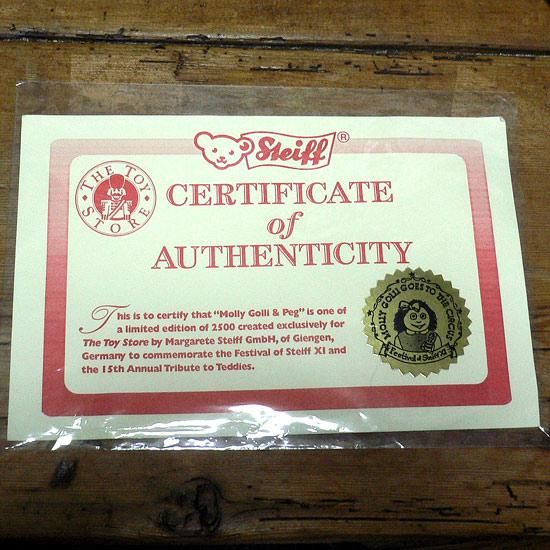 Steiff ®
THE TOY STORE
CERTIFICATE
of
AUTHENTICITY
This is to certify that "Molly Golli & Peg" is one of
a limited edition of 2500 created exclusively for
The Toy Store by Margarete Steiff GmbH, of Giengen,
Germany to commemorate the Festival of Steiff XI and
the 15th Annual Tribute to Teddies.
MOLLY GOLLI GOES TO THE CIRCUS
Festival of Steiff XI